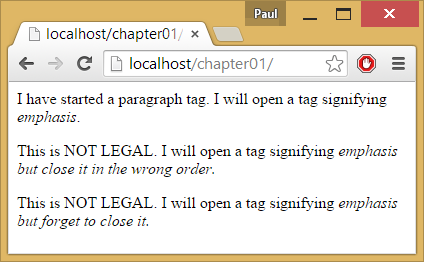 Paul
localhost/chapter01/
localhost/chapter01/
I have started a paragraph tag. I will open a tag signifying
emphasis.
This is NOT LEGAL. I will open a tag signifying emphasis
but close it in the wrong order.
This is NOT LEGAL. I will open a tag signifying emphasis
but forget to close it.